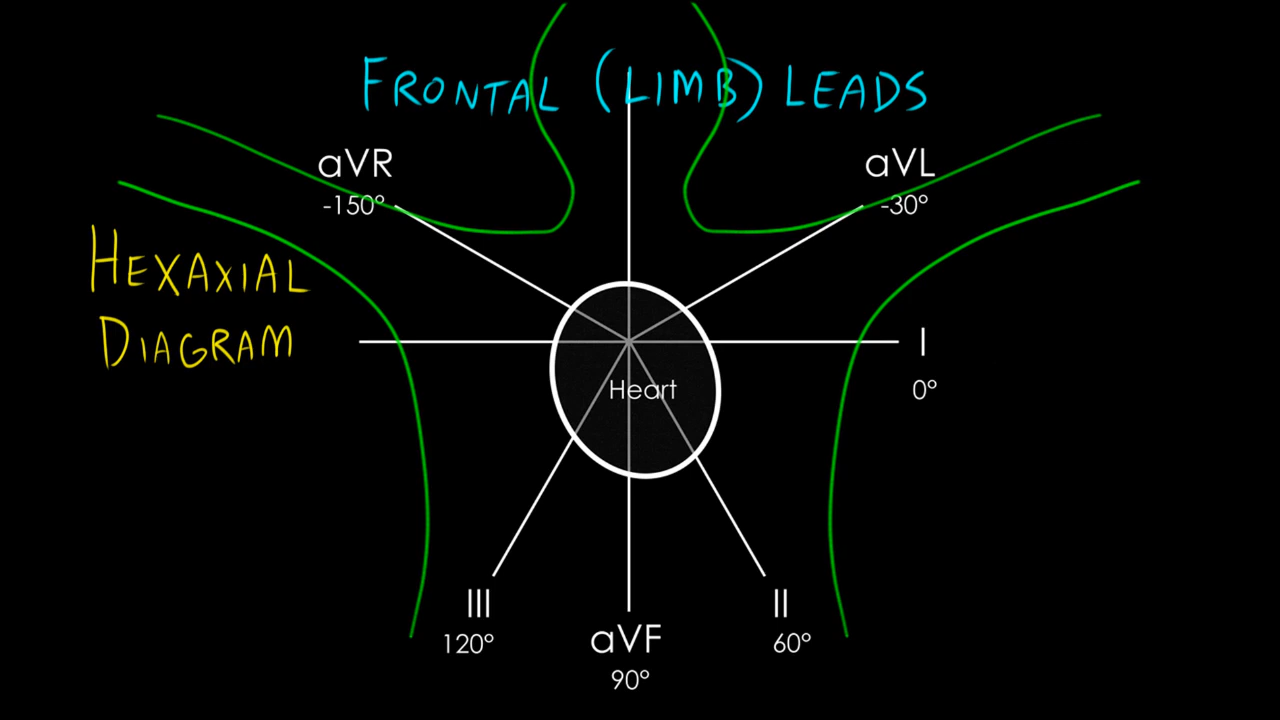 FRONTAL (LIMB) LEADS
aVR
-150°
aVL
-30°
HEXAXIAL
DIAGRAM
I
0°
Heart
III
120°
aVF
90°
II
60°